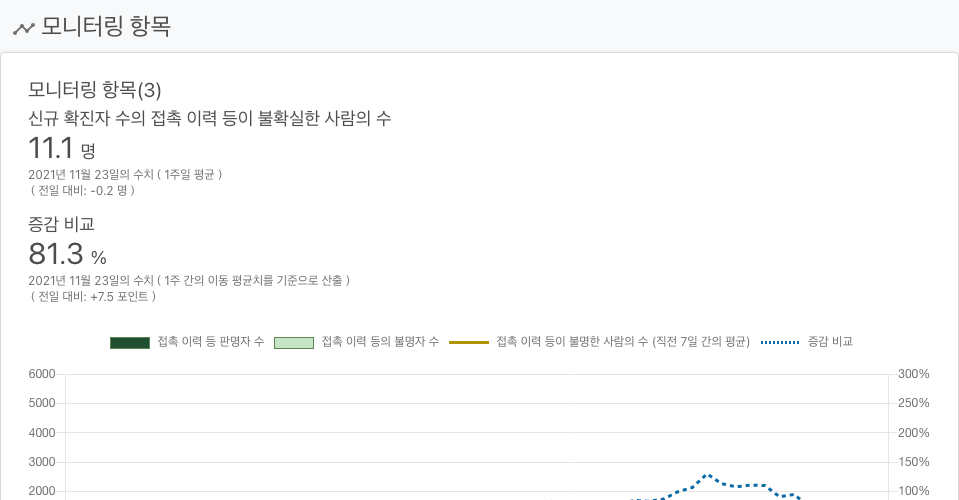 모니터링 항목
모니터링 항목(3)
신규 확진자 수의 접촉 이력 등이 불확실한 사람의 수
11.1 명
2021년 11월 23일의 수치 ( 1주일 평균 )
( 전일 대비: -0.2 명 )
증감 비교
81.3 %
2021년 11월 23일의 수치 ( 1주 간의 이동 평균치를 기준으로 산출 )
( 전일 대비: +7.5 포인트 )
접촉 이력 등 판명자 수 접촉 이력 등의 불명자 수 접촉 이력 등이 불명한 사람의 수 (직전 7일 간의 평균) 증감 비교
6000 300%
5000 250%
4000 200%
3000 150%
2000 100%